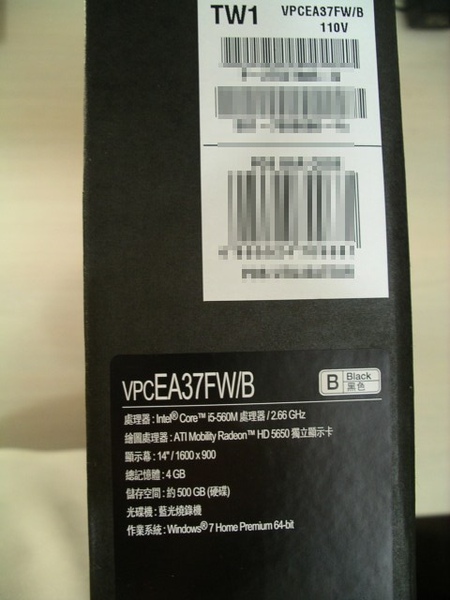 TW1 VPCEA37FW/B
110V
VPCEA37FW/B
B Black
黑色
處理器 : Intel® Core™ i5-560M 處理器 / 2.66 GHz
繪圖處理器 : ATI Mobility Radeon™ HD 5650 獨立顯示卡
顯示幕 : 14" / 1600 x 900
總記憶體 : 4 GB
儲存空間 : 約 500 GB (硬碟)
光碟機 : 藍光燒錄機
作業系統 : Windows® 7 Home Premium 64-bit